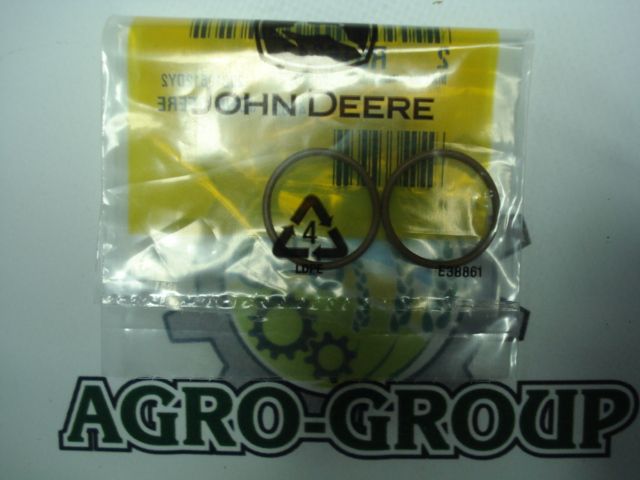 JOHN DEERE
4
LDPE
E38861
AGRO-GROUP